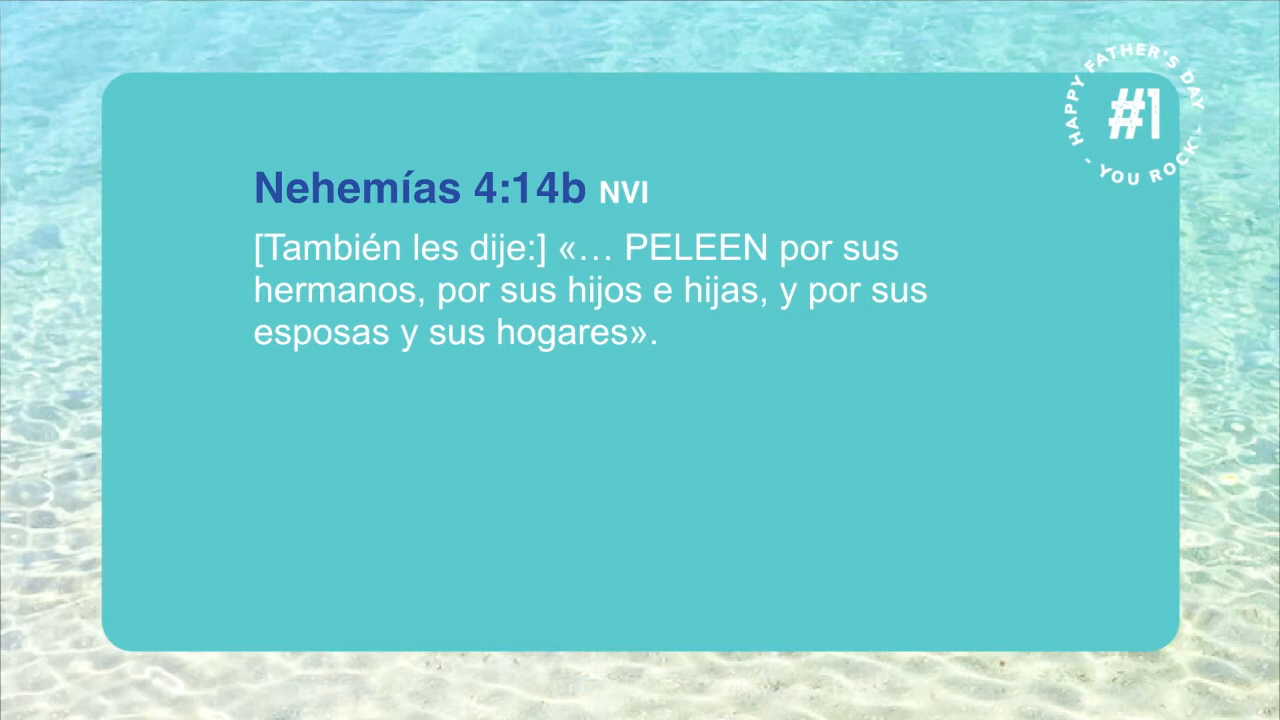 HAPPY FATHER'S DAY
#1
- YOU ROCK -
Nehemías 4:14b NVI
[También les dije:] «… PELEEN por sus
hermanos, por sus hijos e hijas, y por sus
esposas y sus hogares».